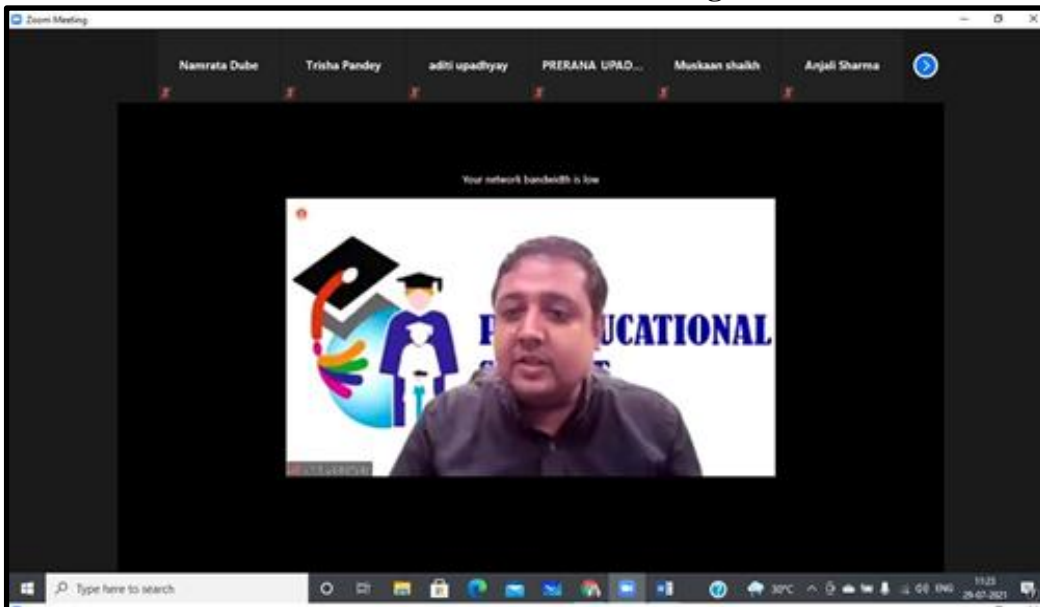 Zoom Meeting
Namrata Dube Trisha Pandey aditi upadhyay PRERANA UPAD... Muskaan shaikh Anjali Sharma
Your network bandwidth is low
UCATIONAL
Type here to search
30°C ENG 11:23
29-07-2021